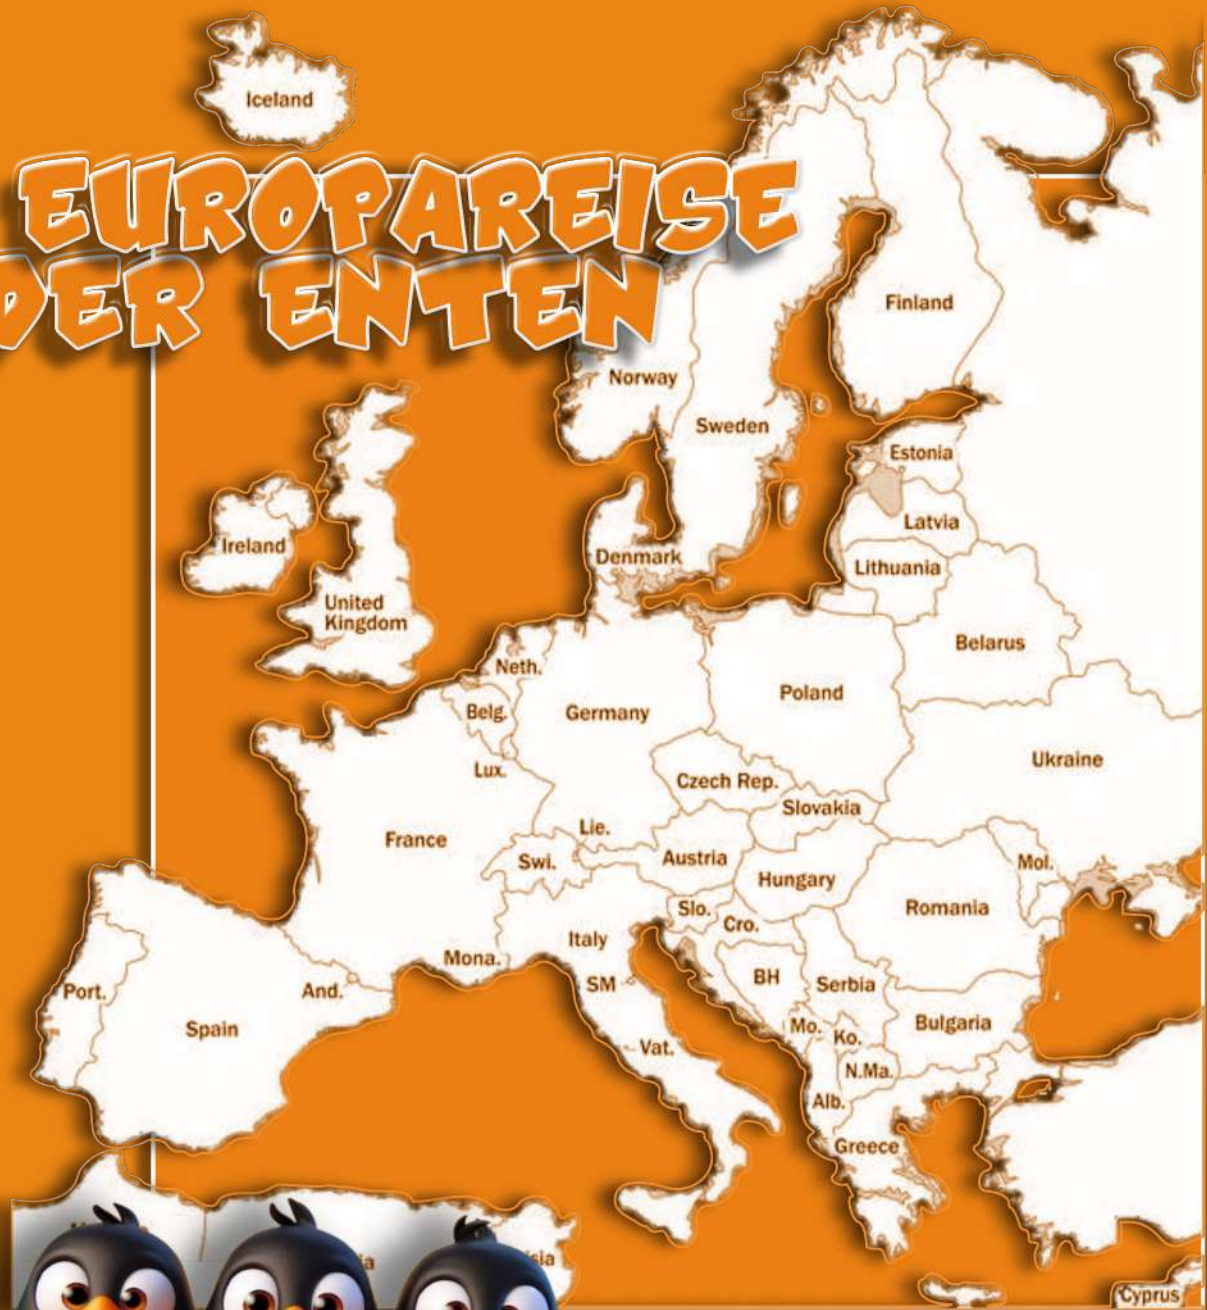 Iceland
EUROPAREISE
DER ENTEN
Finland
Norway
Sweden
Estonia
Latvia
Ireland
Denmark
Lithuania
United
Kingdom
Belarus
Neth.
Poland
Belg.
Germany
Ukraine
Lux.
Czech Rep.
Slovakia
Lie.
France
Swi.
Austria
Mol.
Hungary
Slo.
Romania
Cro.
Italy
Mona.
BH
SM
Serbia
Port.
And.
Spain
Mo.
Ko.
Bulgaria
Vat.
N.Ma.
Alb.
Greece
Cyprus